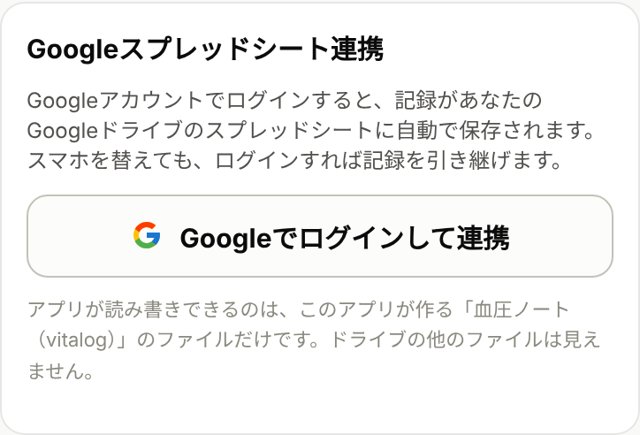 Googleスプレッドシート連携
Googleアカウントでログインすると、記録があなたの
Googleドライブのスプレッドシートに自動で保存されます。
スマホを替えても、ログインすれば記録を引き継げます。
Googleでログインして連携
アプリが読み書きできるのは、このアプリが作る「血圧ノート
（vitalog）」のファイルだけです。ドライブの他のファイルは見え
ません。